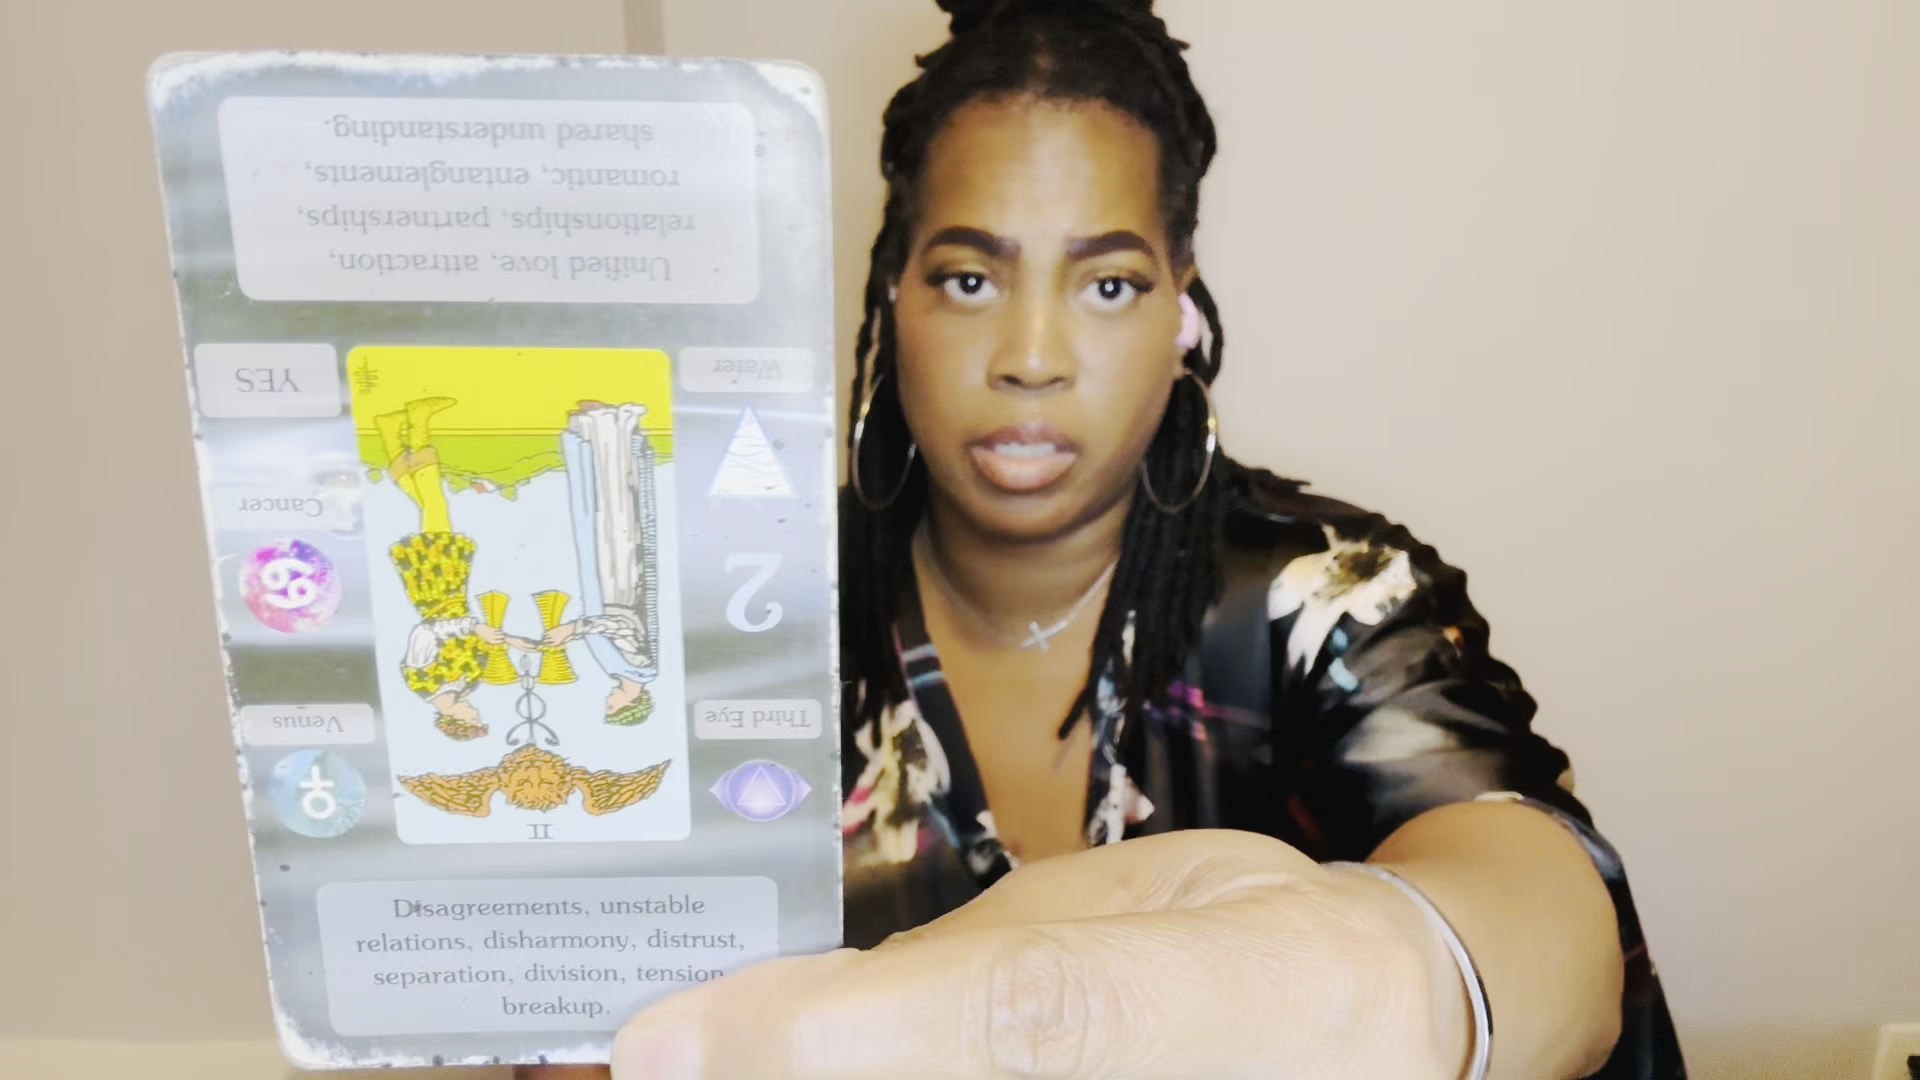 shared understanding.
romantic, entanglements,
relationships, partnerships,
Unified love, attraction,
YES
Water
Cancer
2
Venus
Third Eye
II
Disagreements, unstable
relations, disharmony, distrust,
separation, division, tension
breakup.